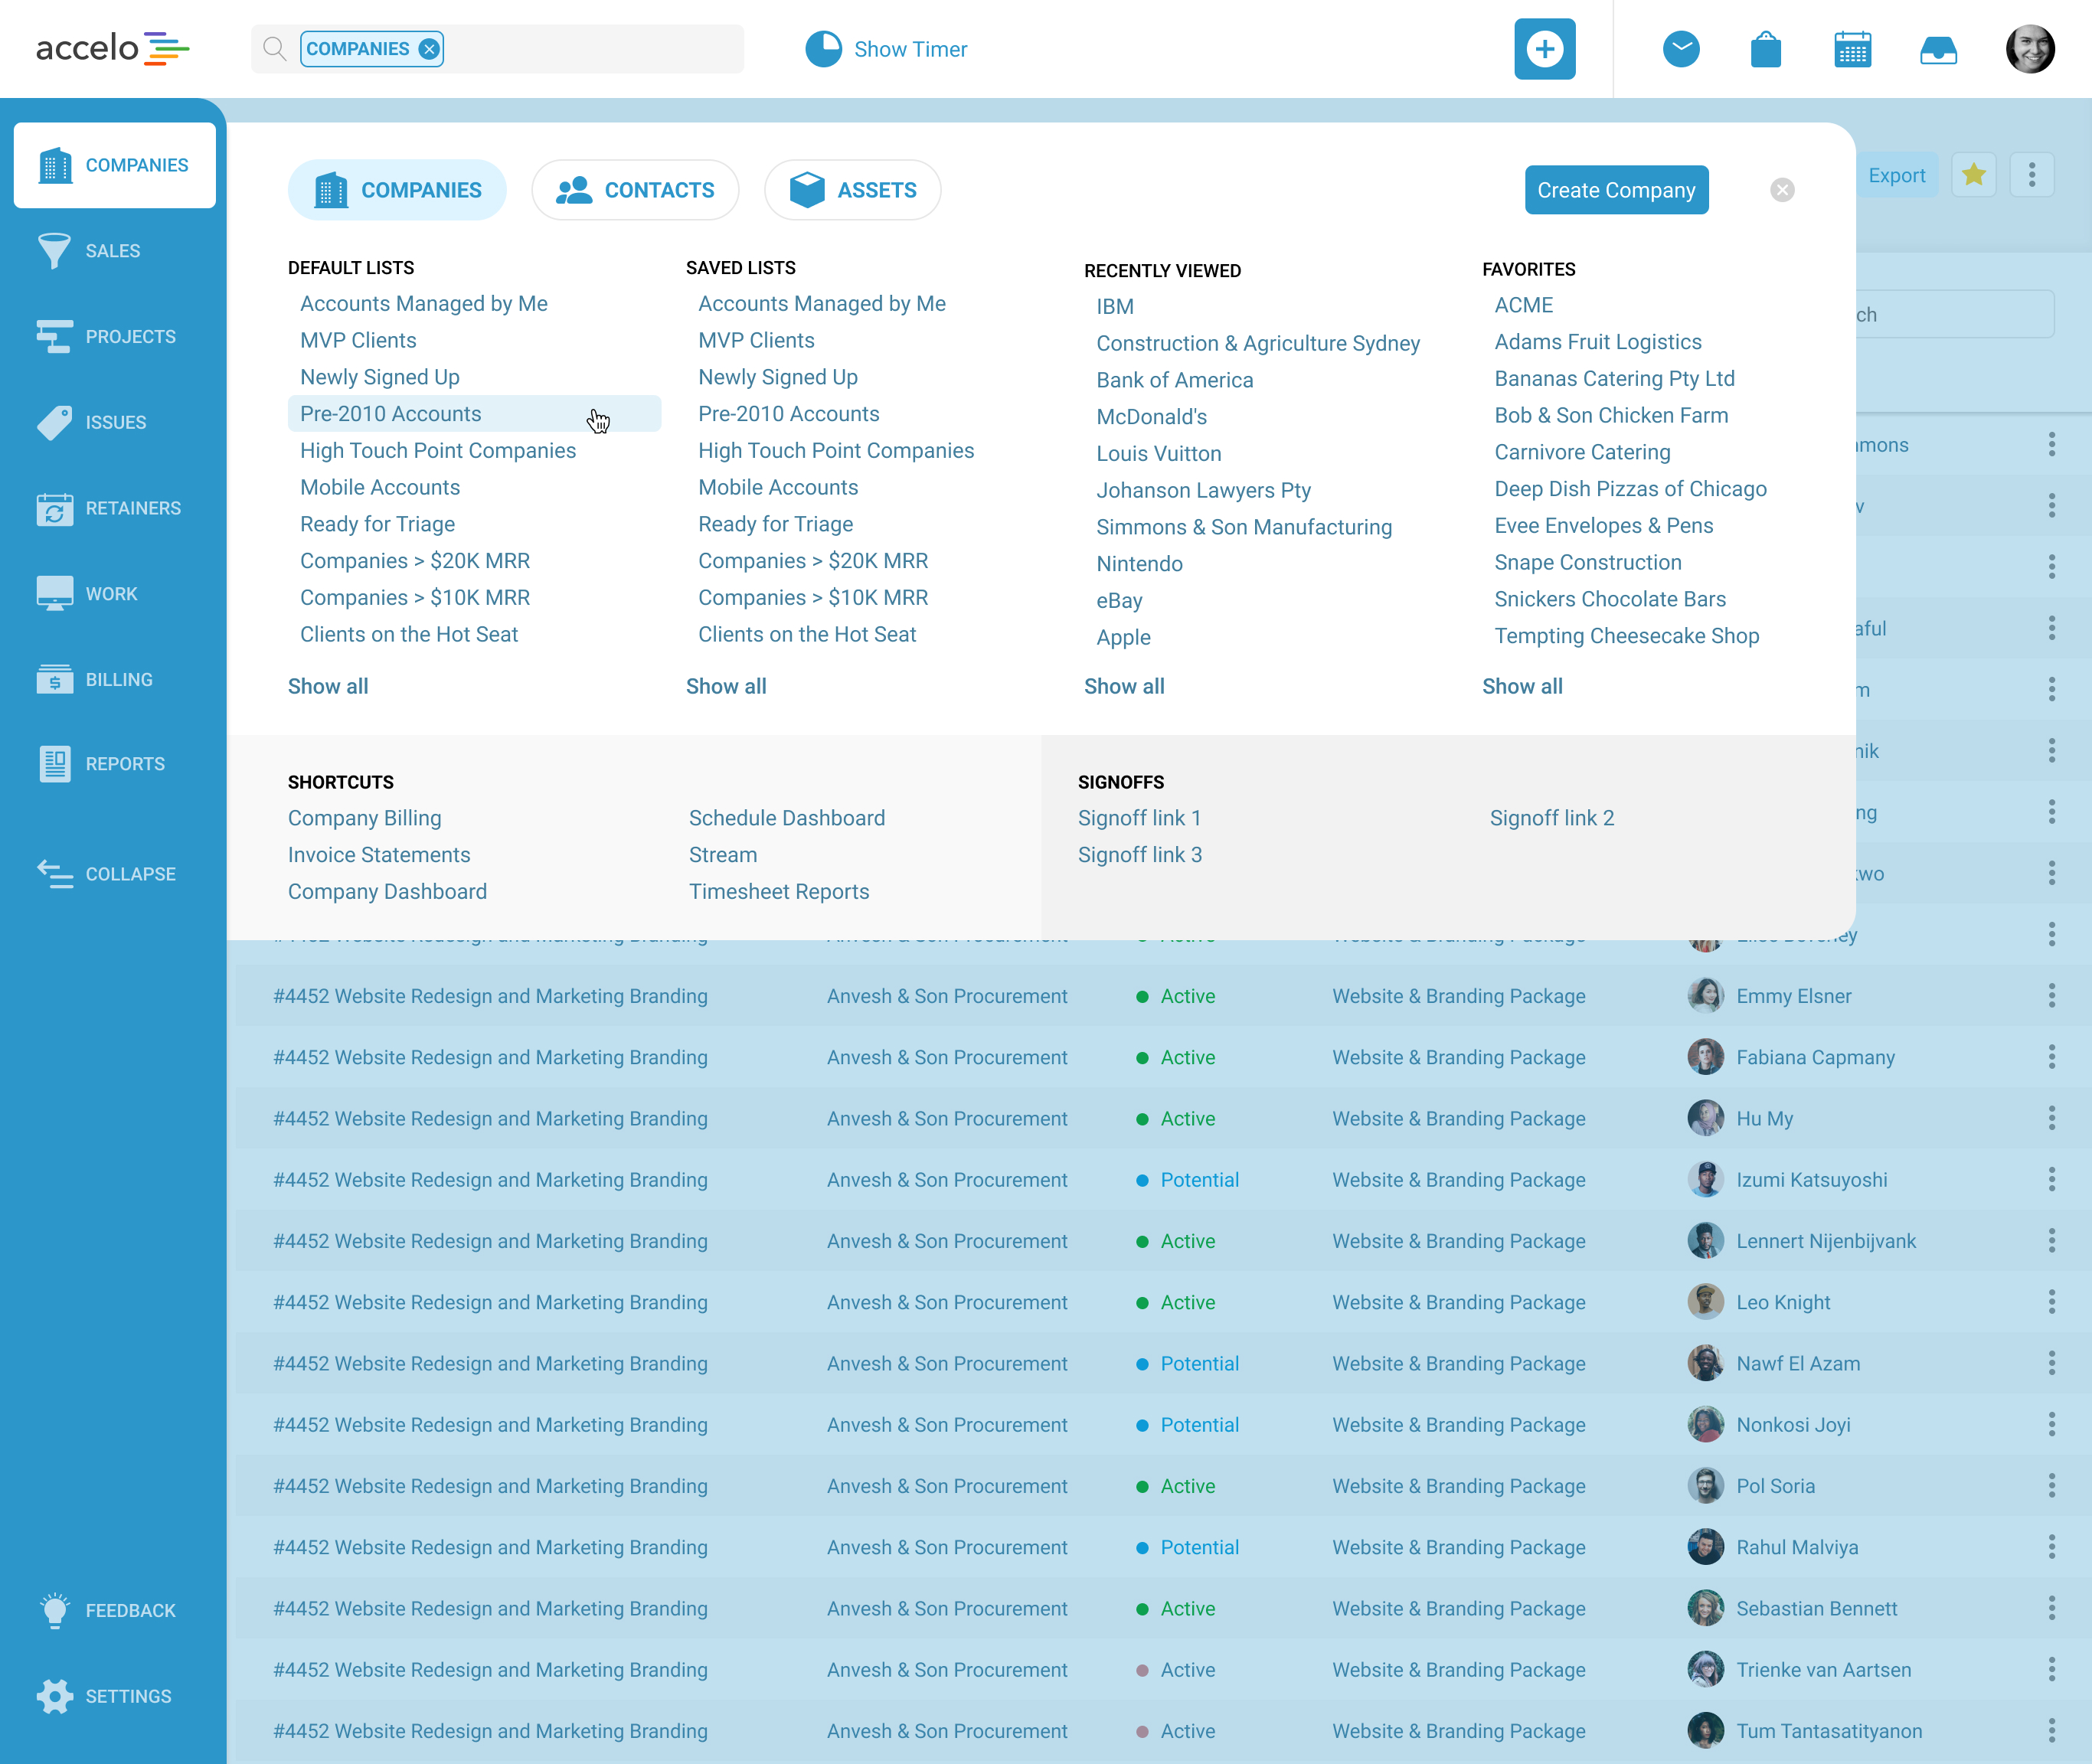 accelo
COMPANIES
Show Timer
COMPANIES
SALES
PROJECTS
ISSUES
RETAINERS
WORK
BILLING
REPORTS
COLLAPSE
FEEDBACK
SETTINGS
COMPANIES
CONTACTS
ASSETS
Create Company
Export
DEFAULT LISTS
Accounts Managed by Me
MVP Clients
Newly Signed Up
Pre-2010 Accounts
High Touch Point Companies
Mobile Accounts
Ready for Triage
Companies > $20K MRR
Companies > $10K MRR
Clients on the Hot Seat
Show all
SAVED LISTS
Accounts Managed by Me
MVP Clients
Newly Signed Up
Pre-2010 Accounts
High Touch Point Companies
Mobile Accounts
Ready for Triage
Companies > $20K MRR
Companies > $10K MRR
Clients on the Hot Seat
Show all
RECENTLY VIEWED
IBM
Construction & Agriculture Sydney
Bank of America
McDonald's
Louis Vuitton
Johanson Lawyers Pty
Simmons & Son Manufacturing
Nintendo
eBay
Apple
Show all
FAVORITES
ACME
Adams Fruit Logistics
Bananas Catering Pty Ltd
Bob & Son Chicken Farm
Carnivore Catering
Deep Dish Pizzas of Chicago
Evee Envelopes & Pens
Snape Construction
Snickers Chocolate Bars
Tempting Cheesecake Shop
Show all
SHORTCUTS
Company Billing
Invoice Statements
Company Dashboard
Schedule Dashboard
Stream
Timesheet Reports
SIGNOFFS
Signoff link 1
Signoff link 2
Signoff link 3
#4452 Website Redesign and Marketing Branding Anvesh & Son Procurement Active Website & Branding Package Emmy Elsner
#4452 Website Redesign and Marketing Branding Anvesh & Son Procurement Active Website & Branding Package Fabiana Capmany
#4452 Website Redesign and Marketing Branding Anvesh & Son Procurement Active Website & Branding Package Hu My
#4452 Website Redesign and Marketing Branding Anvesh & Son Procurement Potential Website & Branding Package Izumi Katsuyoshi
#4452 Website Redesign and Marketing Branding Anvesh & Son Procurement Active Website & Branding Package Lennert Nijenbijvank
#4452 Website Redesign and Marketing Branding Anvesh & Son Procurement Active Website & Branding Package Leo Knight
#4452 Website Redesign and Marketing Branding Anvesh & Son Procurement Potential Website & Branding Package Nawf El Azam
#4452 Website Redesign and Marketing Branding Anvesh & Son Procurement Potential Website & Branding Package Nonkosi Joyi
#4452 Website Redesign and Marketing Branding Anvesh & Son Procurement Active Website & Branding Package Pol Soria
#4452 Website Redesign and Marketing Branding Anvesh & Son Procurement Potential Website & Branding Package Rahul Malviya
#4452 Website Redesign and Marketing Branding Anvesh & Son Procurement Active Website & Branding Package Sebastian Bennett
#4452 Website Redesign and Marketing Branding Anvesh & Son Procurement Active Website & Branding Package Trienke van Aartsen
#4452 Website Redesign and Marketing Branding Anvesh & Son Procurement Active Website & Branding Package Tum Tantasatityanon